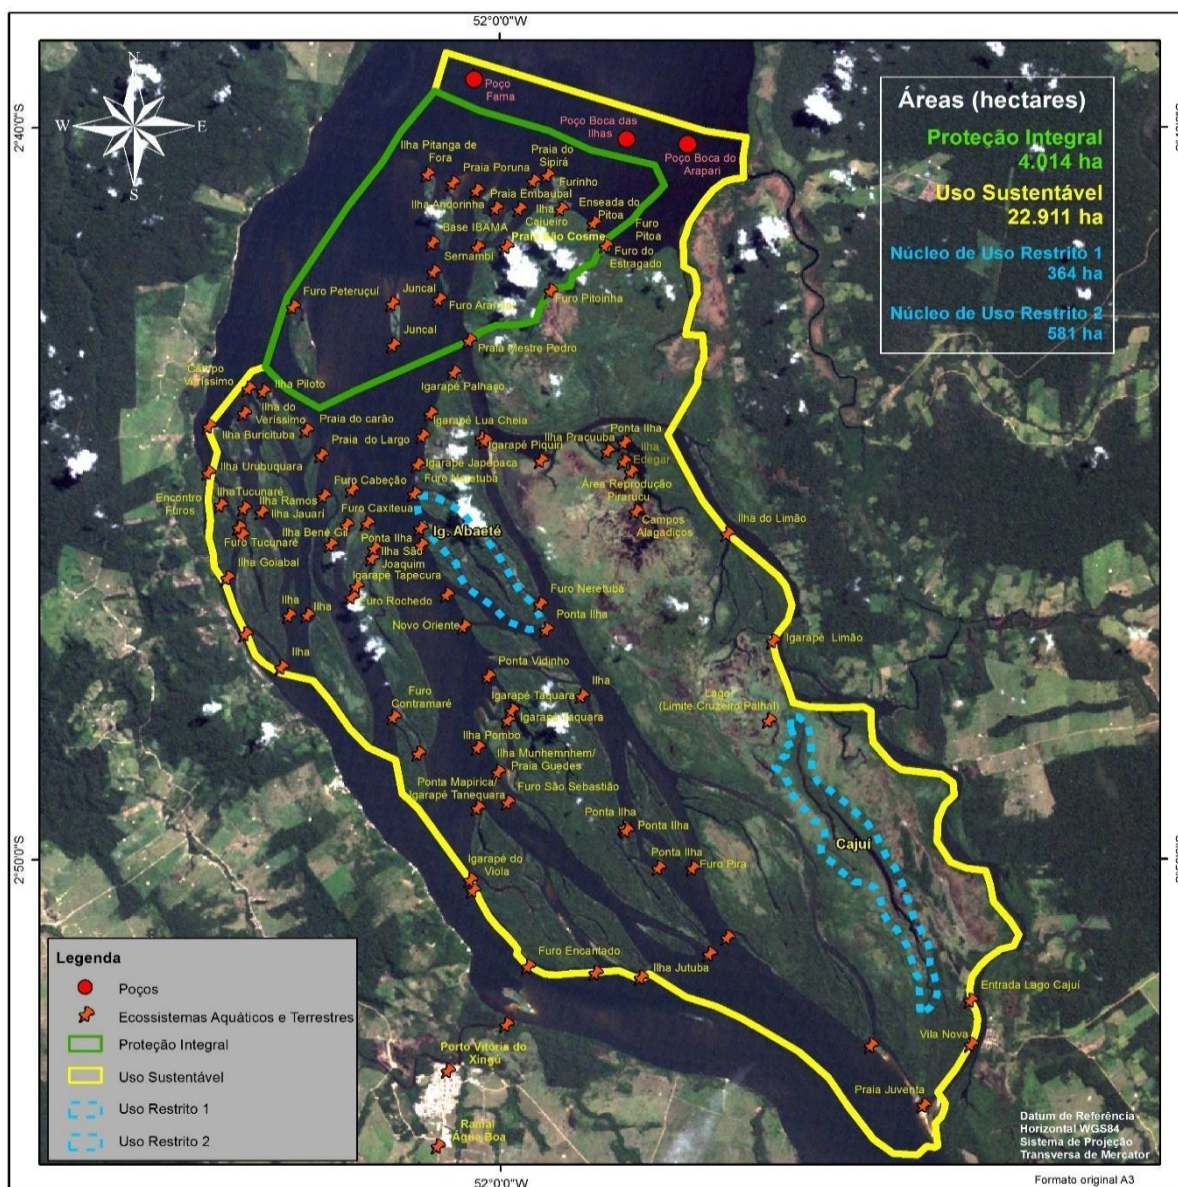 52°0'0"W
N
W
E
S
2°40'0"S
Poço
Fama
Poço Boca das
Ilhas
Poço Boca do
Arapari
Áreas (hectares)
Proteção Integral
4.014 ha
Uso Sustentável
22.911 ha
Núcleo de Uso Restrito 1
364 ha
Núcleo de Uso Restrito 2
581 ha
Ilha Pitanga de
Fora
Praia Poruna
Praia do
Sipirá
Furinho
Praia Embaubal
Ilha Andorinha
Ilha
Cajueiro
Enseada do
Pitoa
Base IBAMA
Praia São Cosme
Furo
Pitoa
Sernambi
Furo do
Estragado
Furo Peteruçuí
Juncal
Furo Pitoinha
Juncal
Praia Mestre Pedro
Campo
Veríssimo
Ilha Piloto
Igarapé Palhaço
Ilha do
Veríssimo
Praia do carão
Igarapé Lua Cheia
Ponta Ilha
Ilha Buricituba
Praia do Largo
Igarapé Piquiri
Ilha Pracuuba
Ilha
Edegar
Ilha Urubuquara
Igarapé Japepaca
Furo Cabeção
Furo Neretuba
Área Reprodução
Pirarucu
Encontro
Furos
IlhaTucunaré
Ilha Ramos
Ilha Jauarí
Furo Caxiteua
Campos
Alagadiços
Furo Tucunaré
Ilha Bené Gil
Ponta Ilha
Ig. Abaeté
Ilha do Limão
Ilha São
Joaquim
Ilha Goiabal
Igarapé Tapecura
Ilha
Ilha
Furo Rochedo
Furo Neretuba
Novo Oriente
Ponta Ilha
Igarapé Limão
Ilha
Ponta Vidinho
Furo
Contramaré
Igarapé Taquara
Ilha
Lago
(Limite Cruzeiro/Palhal)
Igarapé Taquara
Ilha Pombo
Ilha Munhemnhem/
Praia Guedes
Ponta Mapirica/
Igarapé Tanequara
Furo São Sebastião
Ponta Ilha
Ponta Ilha
Cajuí
2°50'0"S
Igarapé do
Viola
Ponta Ilha
Furo Pira
Furo Encantado
Ilha Jutuba
Entrada Lago Cajuí
Vila Nova
Porto Vitória do
Xingú
Praia Juventa
Ramal
Água Boa
Legenda
Poços
Ecossistemas Aquáticos e Terrestres
Proteção Integral
Uso Sustentável
Uso Restrito 1
Uso Restrito 2
Datum de Referência
Horizontal WGS84
Sistema de Projeção
Transversa de Mercator
52°0'0"W
Formato original A3